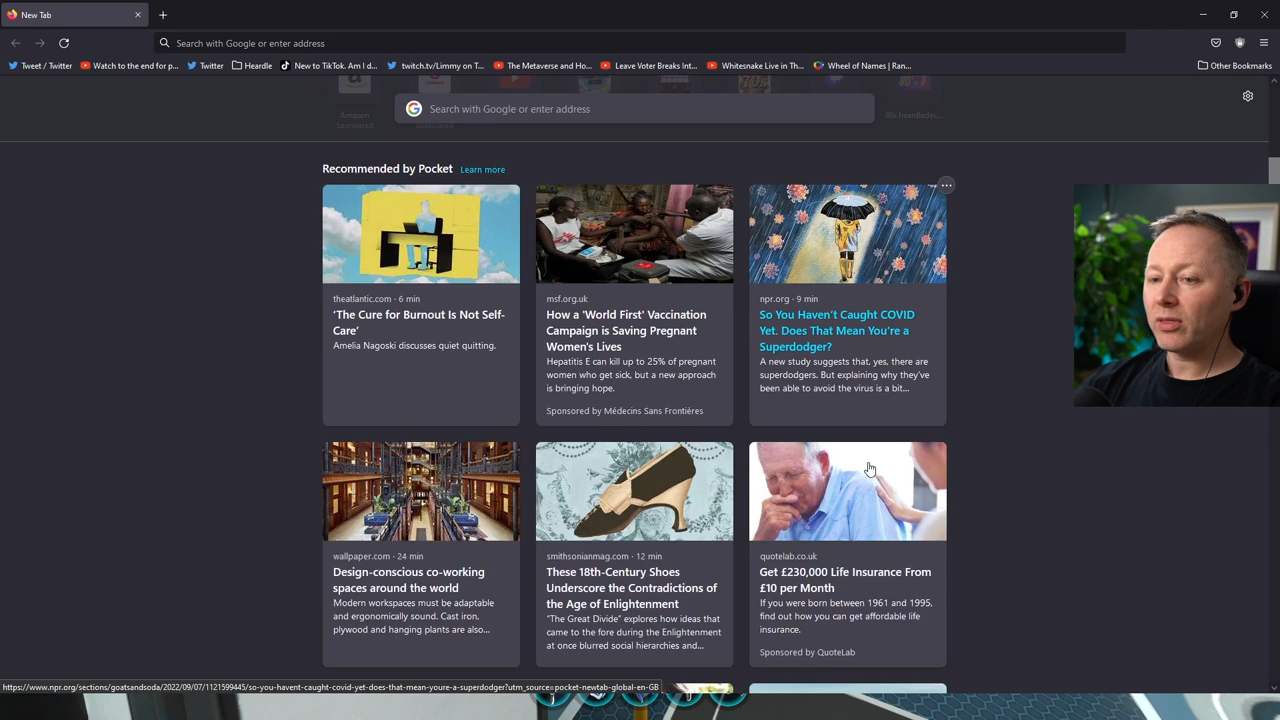 New Tab
Search with Google or enter address
Tweet / Twitter
Watch to the end for p...
Twitter
Heardle
New to TikTok. Am I d...
twitch.tv/Limmy on T...
The Metaverse and Ho...
Leave Voter Breaks Int...
Whitesnake Live in Th...
Wheel of Names | Ran...
Other Bookmarks
Search with Google or enter address
Amazon
Sponsored
Sponsored
80s.heardledec...
Recommended by Pocket Learn more
theatlantic.com · 6 min
‘The Cure for Burnout Is Not Self-
Care’
Amelia Nagoski discusses quiet quitting.
msf.org.uk
How a 'World First' Vaccination
Campaign is Saving Pregnant
Women's Lives
Hepatitis E can kill up to 25% of pregnant
women who get sick, but a new approach
is bringing hope.
Sponsored by Médecins Sans Frontières
npr.org · 9 min
So You Haven’t Caught COVID
Yet. Does That Mean You’re a
Superdodger?
A new study suggests that, yes, there are
superdodgers. But explaining why they’ve
been able to avoid the virus is a bit...
wallpaper.com · 24 min
Design-conscious co-working
spaces around the world
Modern workspaces must be adaptable
and ergonomically sound. Cast iron,
plywood and hanging plants are also...
smithsonianmag.com · 12 min
These 18th-Century Shoes
Underscore the Contradictions of
the Age of Enlightenment
“The Great Divide” explores how ideas that
came to the fore during the Enlightenment
at once blurred social hierarchies and...
quotelab.co.uk
Get £230,000 Life Insurance From
£10 per Month
If you were born between 1961 and 1995,
find out how you can get affordable life
insurance.
Sponsored by QuoteLab
https://www.npr.org/sections/goatsandsoda/2022/09/07/1121599445/so-you-havent-caught-covid-yet-does-that-mean-youre-a-superdodger?utm_source=pocket-newtab-global-en-GB